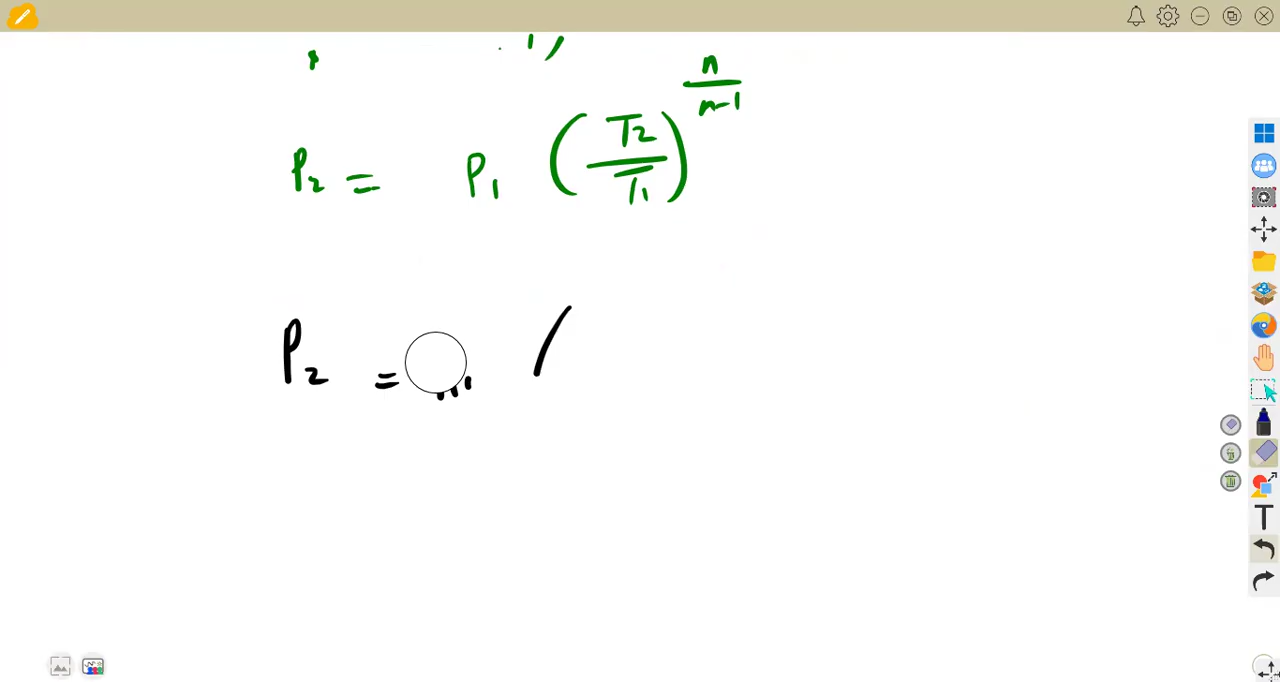 P2 = P1 (T2/T1)^n/n-1
P2 = (